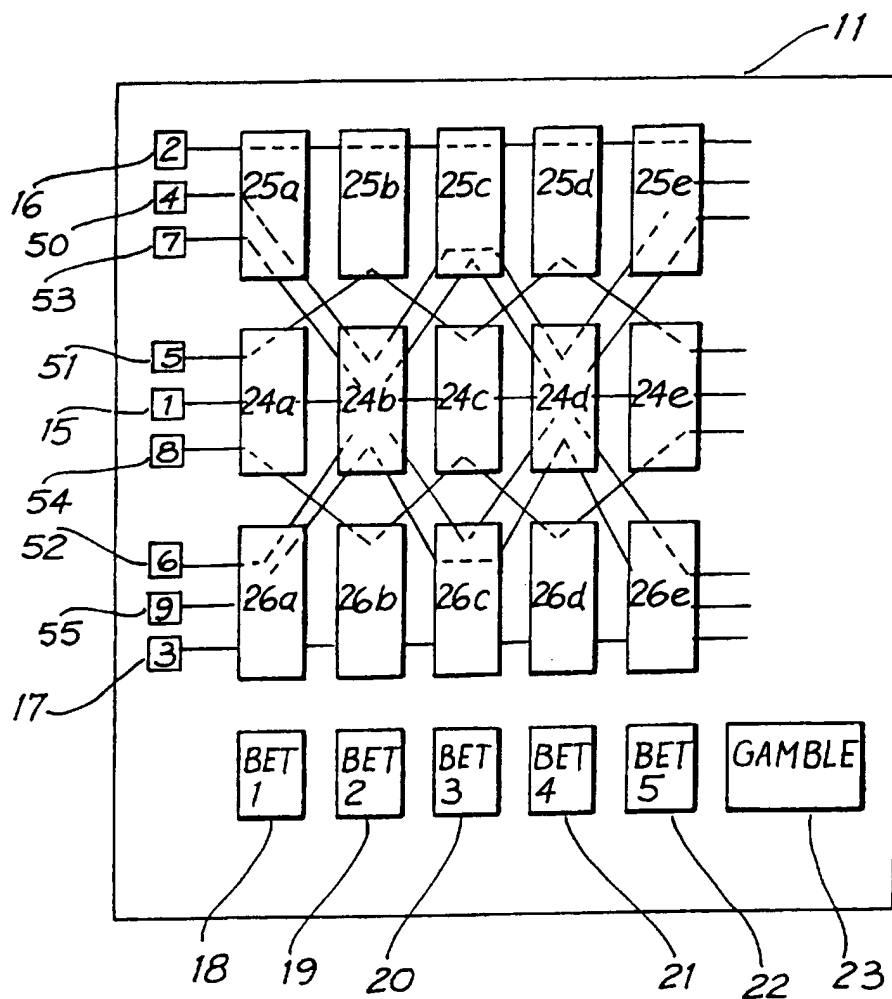 11
2
16
4
50
7
53
25a 25b 25c 25d 25e
5
51
1
15
8
54
24a 24b 24c 24d 24e
6
52
9
55
3
17
26a 26b 26c 26d 26e
BET 1
BET 2
BET 3
BET 4
BET 5
GAMBLE
18 19 20 21 22 23